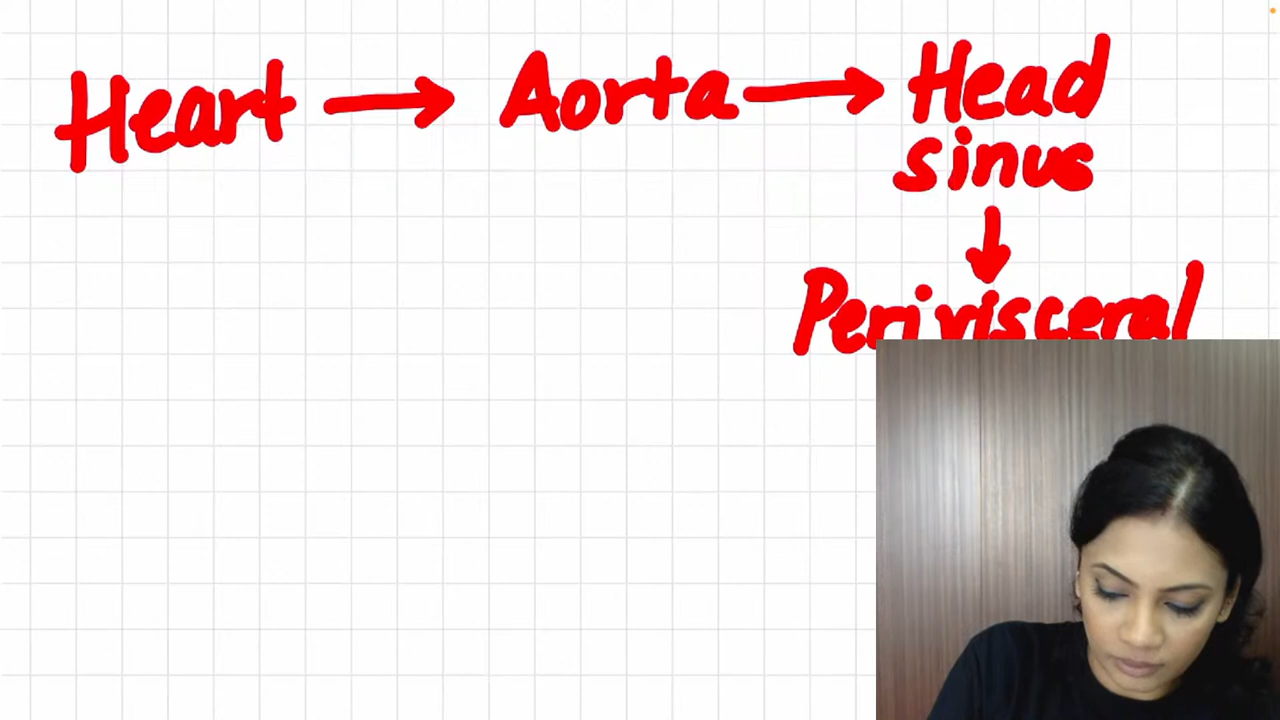 Heart → Aorta → Head
sinus
↓
Perivisceral